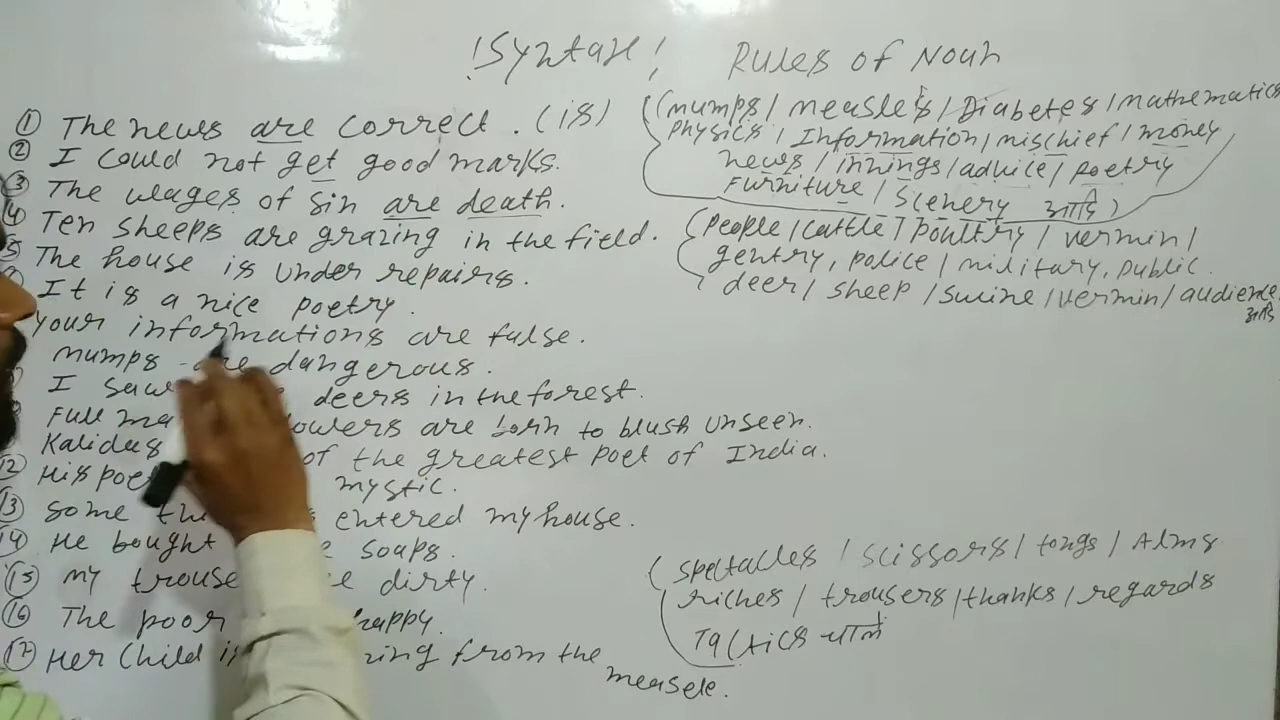 !Syntax! Rules of Noun
① The news are correct. (is)
② I could not get good marks.
③ The wages of sin are death.
④ Ten sheeps are grazing in the field.
5 The house is under repairs.
It is a nice poetry.
Your informations are false.
mumps are dangerous.
I saw deers in the forest.
Full flowers are born to blush unseen.
Kalidas of the greatest poet of India.
⑫ His mystic.
⑬ Some entered my house.
⑭ He bought soaps.
⑮ my dirty.
⑯ The poor happy.
⑰ Her child from the
measele.
(mumps / measles / Diabetes / mathematics
Physics / Information / mischief / money
news / innings / advice / poetry
Furniture / Scenery आदि)
(People / cattle / poultry / vermin /
gentry, police / military, public.
deer / sheep / swine / vermin / audience
आदि
(spectacles / scissors / tongs / Alms
riches / trousers / thanks / regards
Tactics